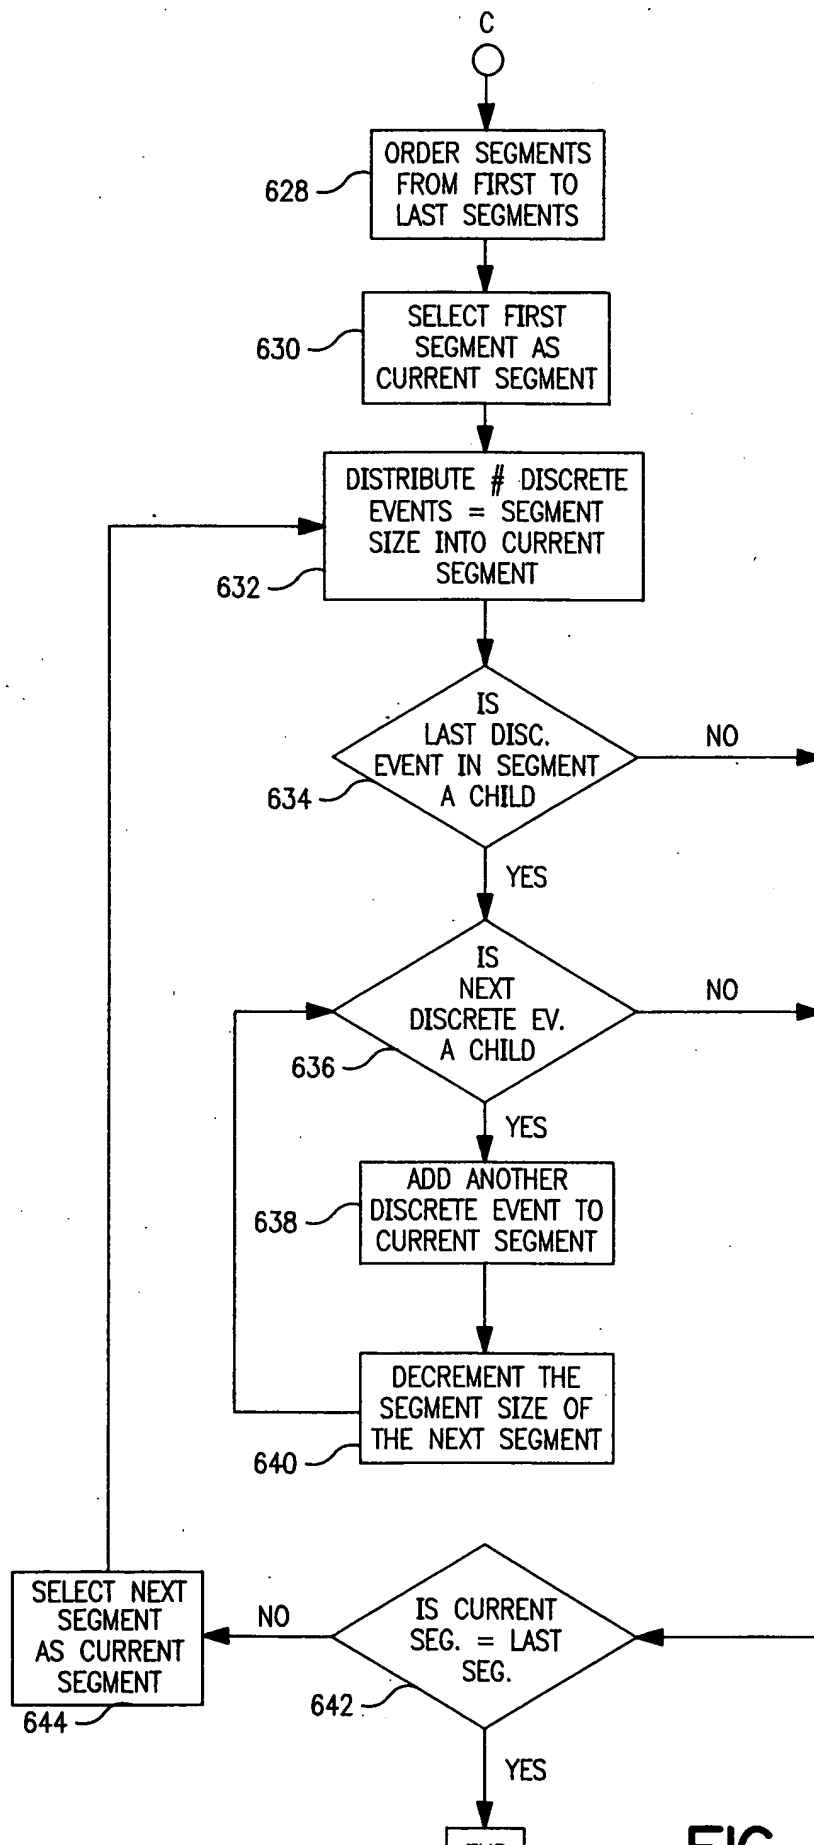 C
ORDER SEGMENTS
FROM FIRST TO
LAST SEGMENTS
628
SELECT FIRST
SEGMENT AS
CURRENT SEGMENT
630
DISTRIBUTE # DISCRETE
EVENTS = SEGMENT
SIZE INTO CURRENT
SEGMENT
632
IS
LAST DISC.
EVENT IN SEGMENT
A CHILD
634
NO
YES
IS
NEXT
DISCRETE EV.
A CHILD
636
NO
YES
ADD ANOTHER
DISCRETE EVENT TO
CURRENT SEGMENT
638
DECREMENT THE
SEGMENT SIZE OF
THE NEXT SEGMENT
640
SELECT NEXT
SEGMENT
AS CURRENT
SEGMENT
644
NO
IS CURRENT
SEG. = LAST
SEG.
642
YES
FIG